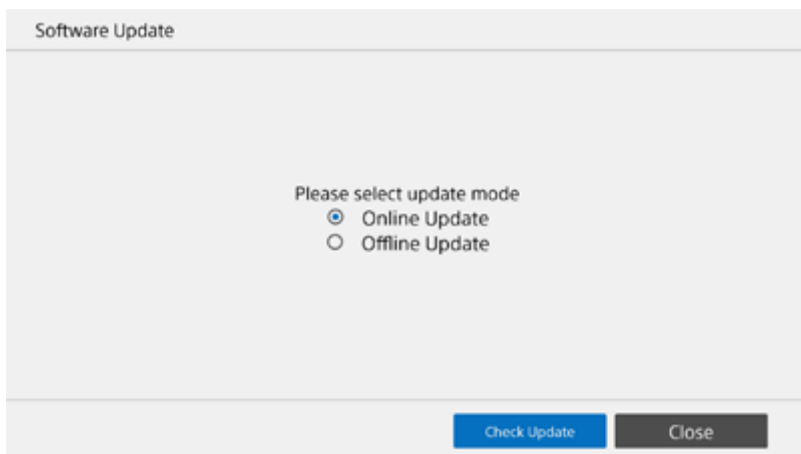 Software Update
Please select update mode
Online Update
Offline Update
Check Update
Close